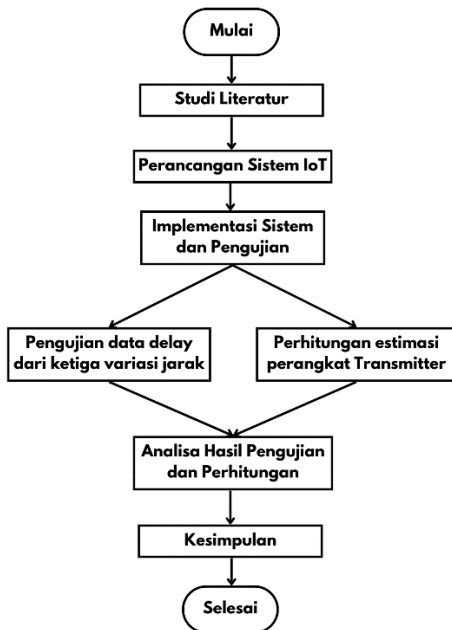 Mulai
Studi Literatur
Perancangan Sistem IoT
Implementasi Sistem
dan Pengujian
Pengujian data delay
dari ketiga variasi jarak
Perhitungan estimasi
perangkat Transmitter
Analisa Hasil Pengujian
dan Perhitungan
Kesimpulan
Selesai